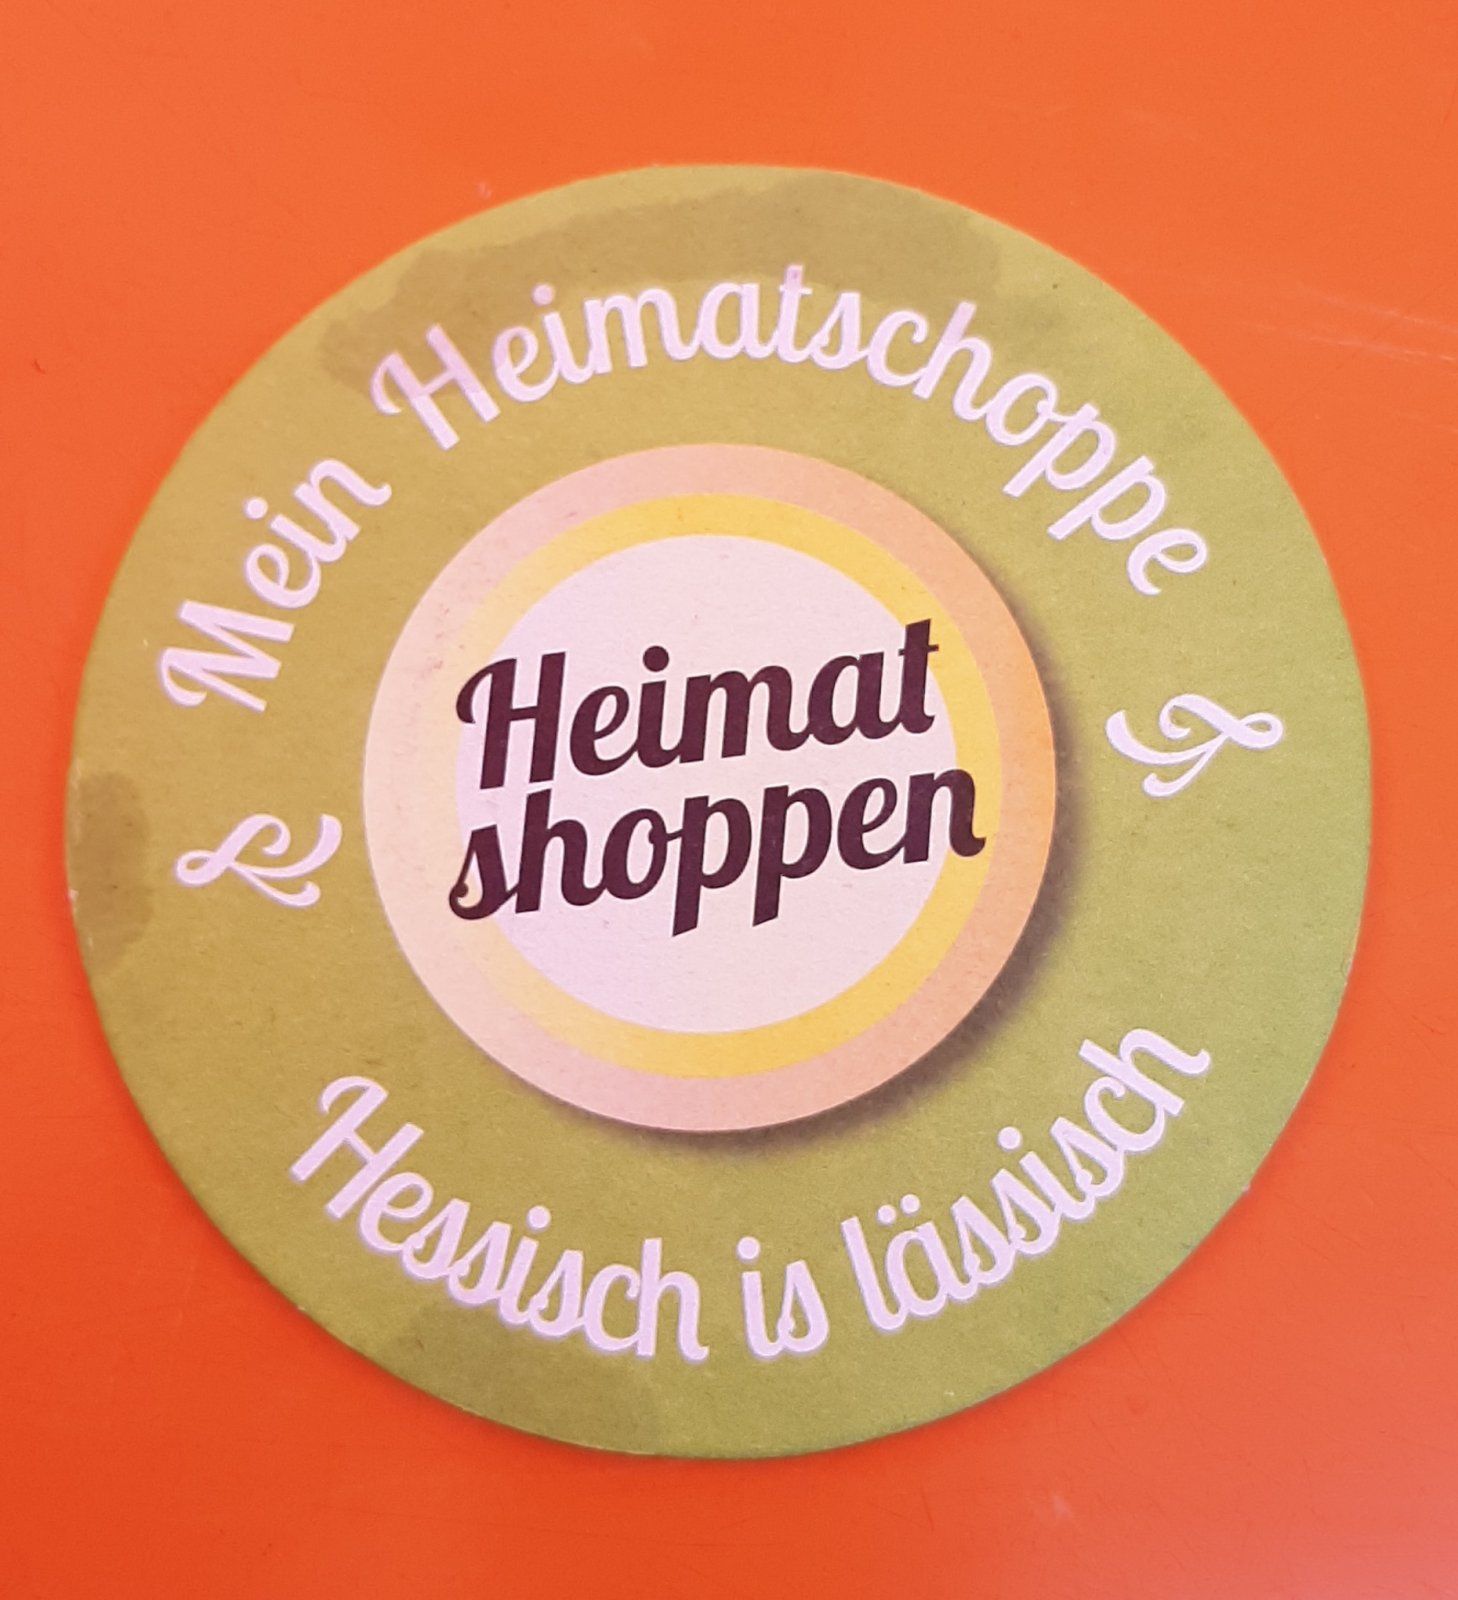 Mein Heimatschoppe
Heimat
shoppen
Hessisch is lässisch